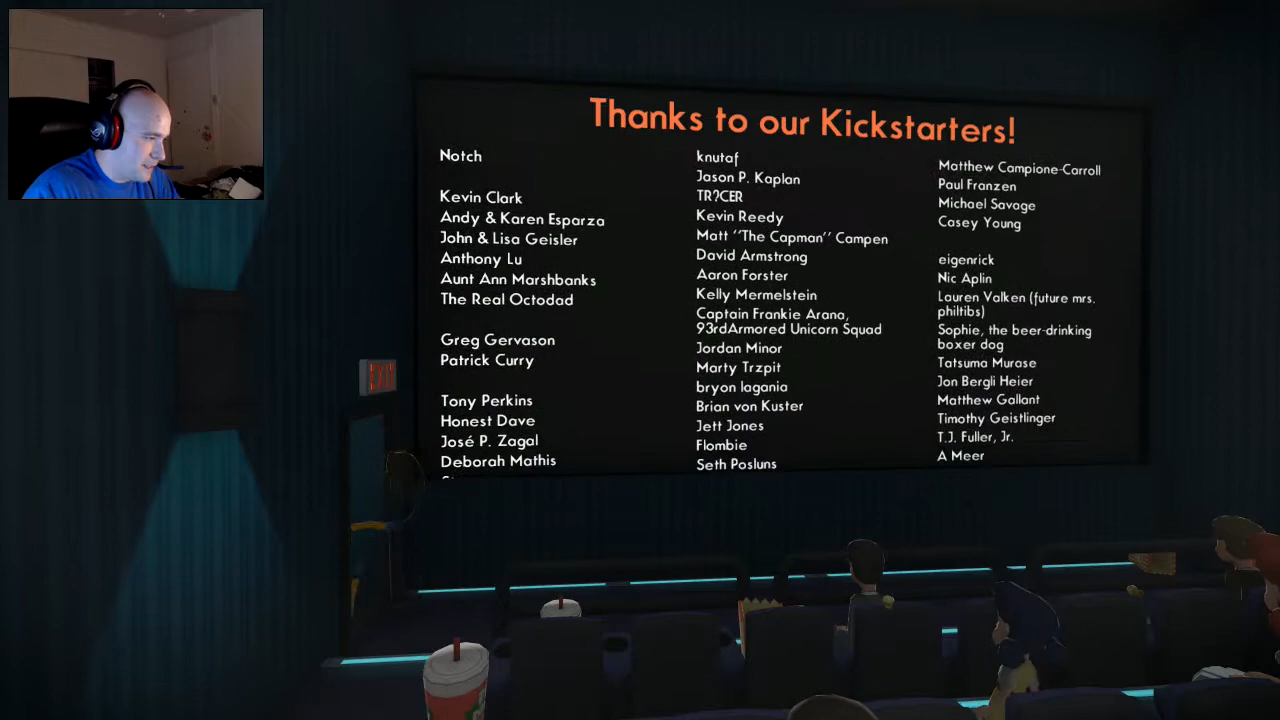 Thanks to our Kickstarters!
Notch
Kevin Clark
Andy & Karen Esparza
John & Lisa Geisler
Anthony Lu
Aunt Ann Marshbanks
The Real Octodad
Greg Gervason
Patrick Curry
Tony Perkins
Honest Dave
José P. Zagal
Deborah Mathis
knutaf
Jason P. Kaplan
TR?CER
Kevin Reedy
Matt "The Capman" Campen
David Armstrong
Aaron Forster
Kelly Mermelstein
Captain Frankie Arana,
93rdArmored Unicorn Squad
Jordan Minor
Marty Trzpit
bryon lagania
Brian von Kuster
Jett Jones
Flombie
Seth Posluns
Matthew Campione-Carroll
Paul Franzen
Michael Savage
Casey Young
eigenrick
Nic Aplin
Lauren Valken (future mrs.
philtibs)
Sophie, the beer-drinking
boxer dog
Tatsuma Murase
Jon Bergli Heier
Matthew Gallant
Timothy Geistlinger
T.J. Fuller, Jr.
A Meer
EXIT